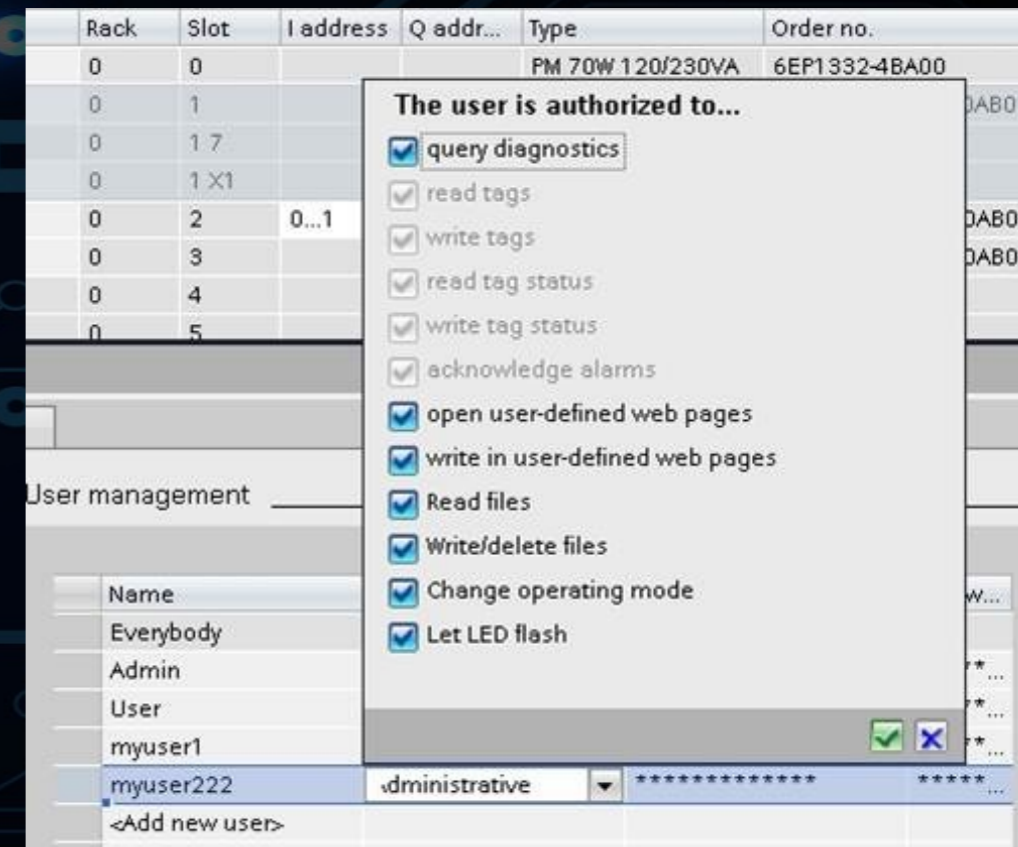 Rack Slot I address Q addr... Type Order no.
0 0 PM 70W 120/230VA 6EP1332-4BA00
0 1 0AB0
0 1 7
0 1 X1
0 2 0...1 0AB0
0 3 0AB0
0 4
0 5
The user is authorized to...
query diagnostics
read tags
write tags
read tag status
write tag status
acknowledge alarms
open user-defined web pages
write in user-defined web pages
Read files
Write/delete files
Change operating mode
Let LED flash
User management
Name w...
Everybody
Admin *...
User *...
myuser1 *...
myuser222 dministrative ************* *****...
<Add new user>